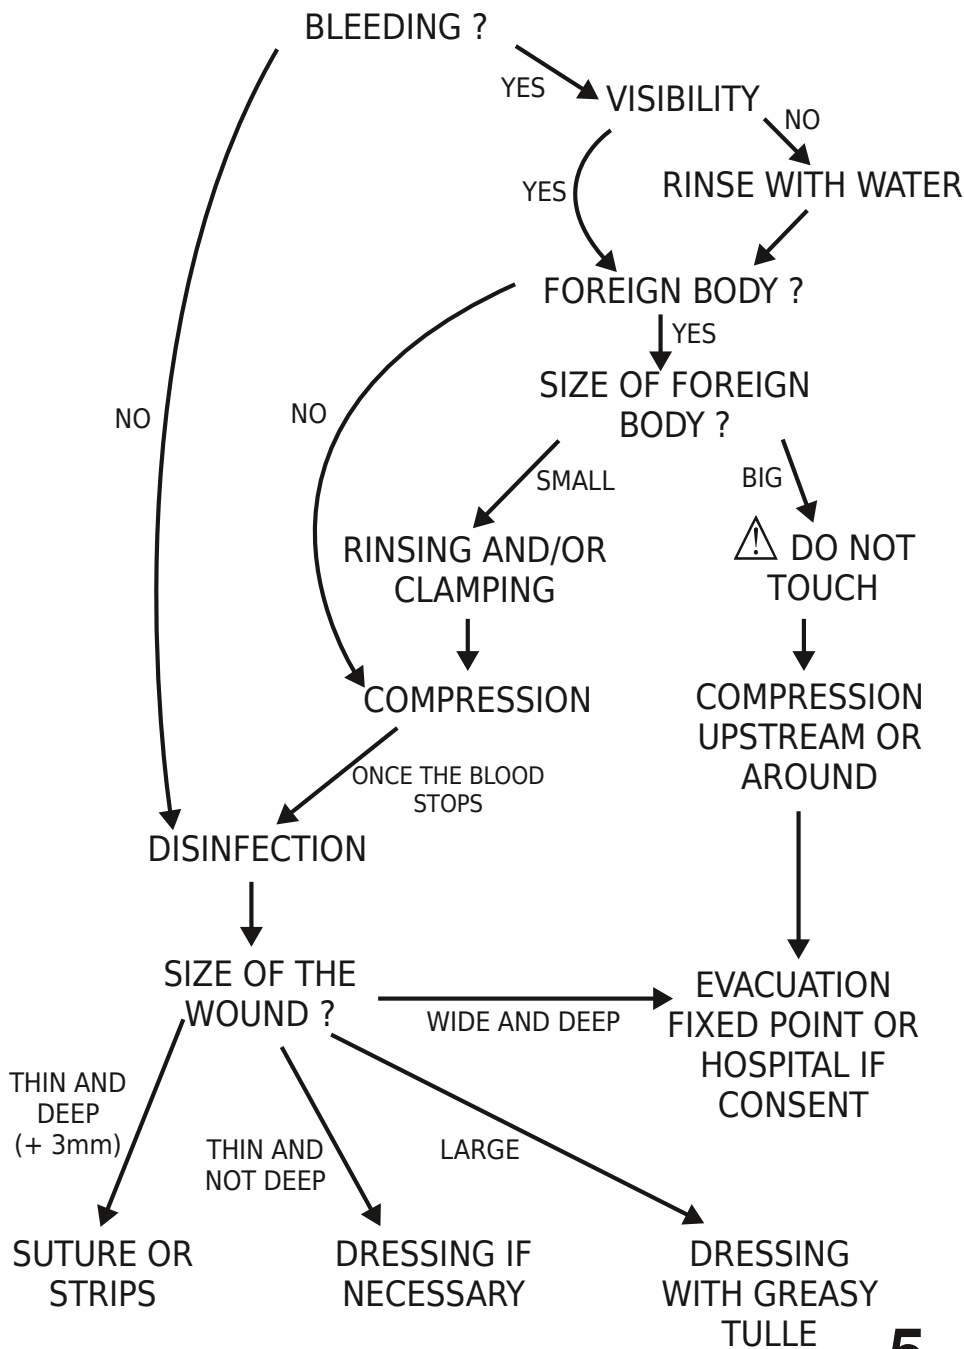 BLEEDING ?
YES
VISIBILITY
NO
YES
RINSE WITH WATER
FOREIGN BODY ?
YES
SIZE OF FOREIGN
BODY ?
NO
NO
SMALL
BIG
RINSING AND/OR
CLAMPING
DO NOT
TOUCH
COMPRESSION
COMPRESSION
UPSTREAM OR
AROUND
ONCE THE BLOOD
STOPS
DISINFECTION
SIZE OF THE
WOUND ?
WIDE AND DEEP
EVACUATION
FIXED POINT OR
HOSPITAL IF
CONSENT
THIN AND
DEEP
(+ 3mm)
THIN AND
NOT DEEP
LARGE
SUTURE OR
STRIPS
DRESSING IF
NECESSARY
DRESSING
WITH GREASY
TULLE
5